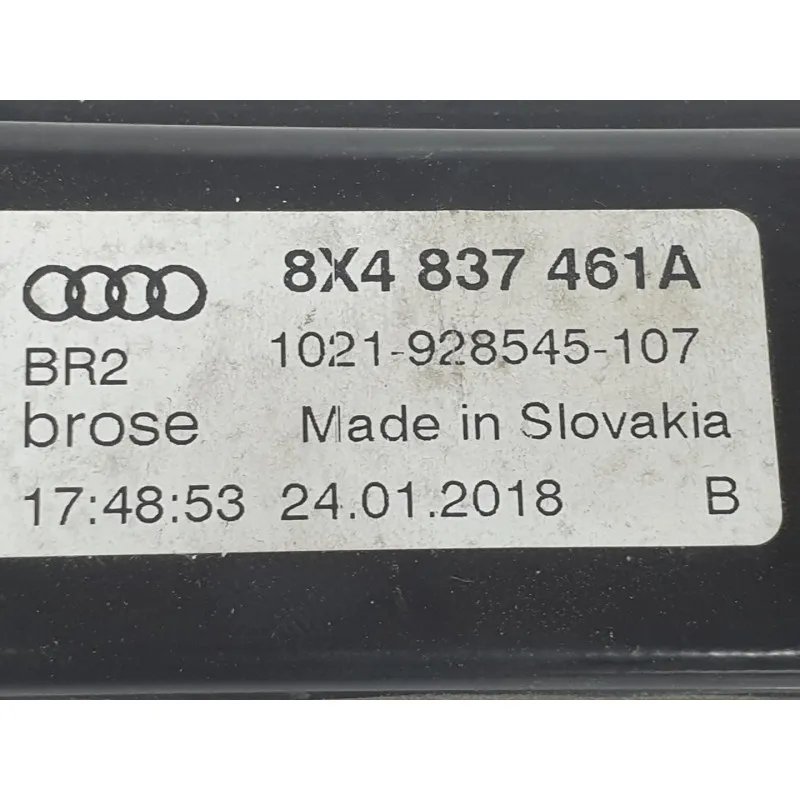 8X4 837 461A
BR2 1021-928545-107
brose Made in Slovakia
17:48:53 24.01.2018 B